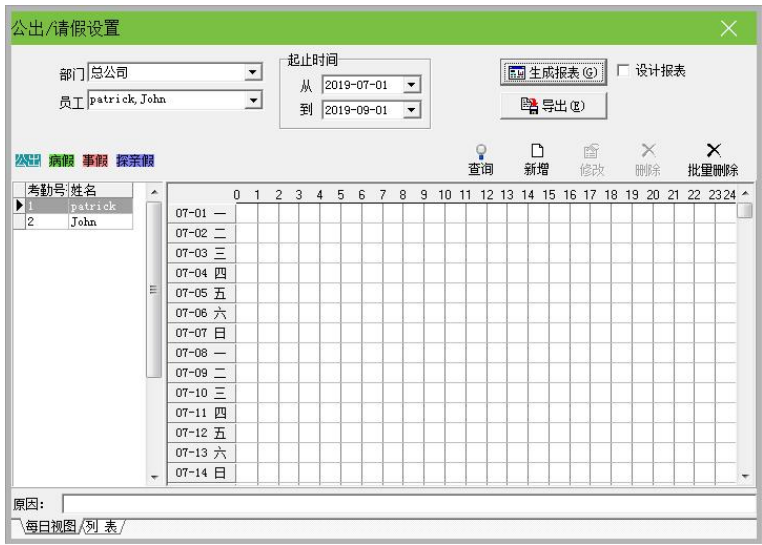 公出/请假设置
部门 总公司
员工 patrick, John
起止时间
从 2019-07-01
到 2019-09-01
生成报表(G)
设计报表
导出(E)
公出 病假 事假 探亲假
查询 新增 修改 删除 批里删除
考勤号 姓名
1 patrick
2 John
0 1 2 3 4 5 6 7 8 9 10 11 12 13 14 15 16 17 18 19 20 21 22 23 24
07-01 一
07-02 二
07-03 三
07-04 四
07-05 五
07-06 六
07-07 日
07-08 一
07-09 二
07-10 三
07-11 四
07-12 五
07-13 六
07-14 日
原因:
每日视图 列 表